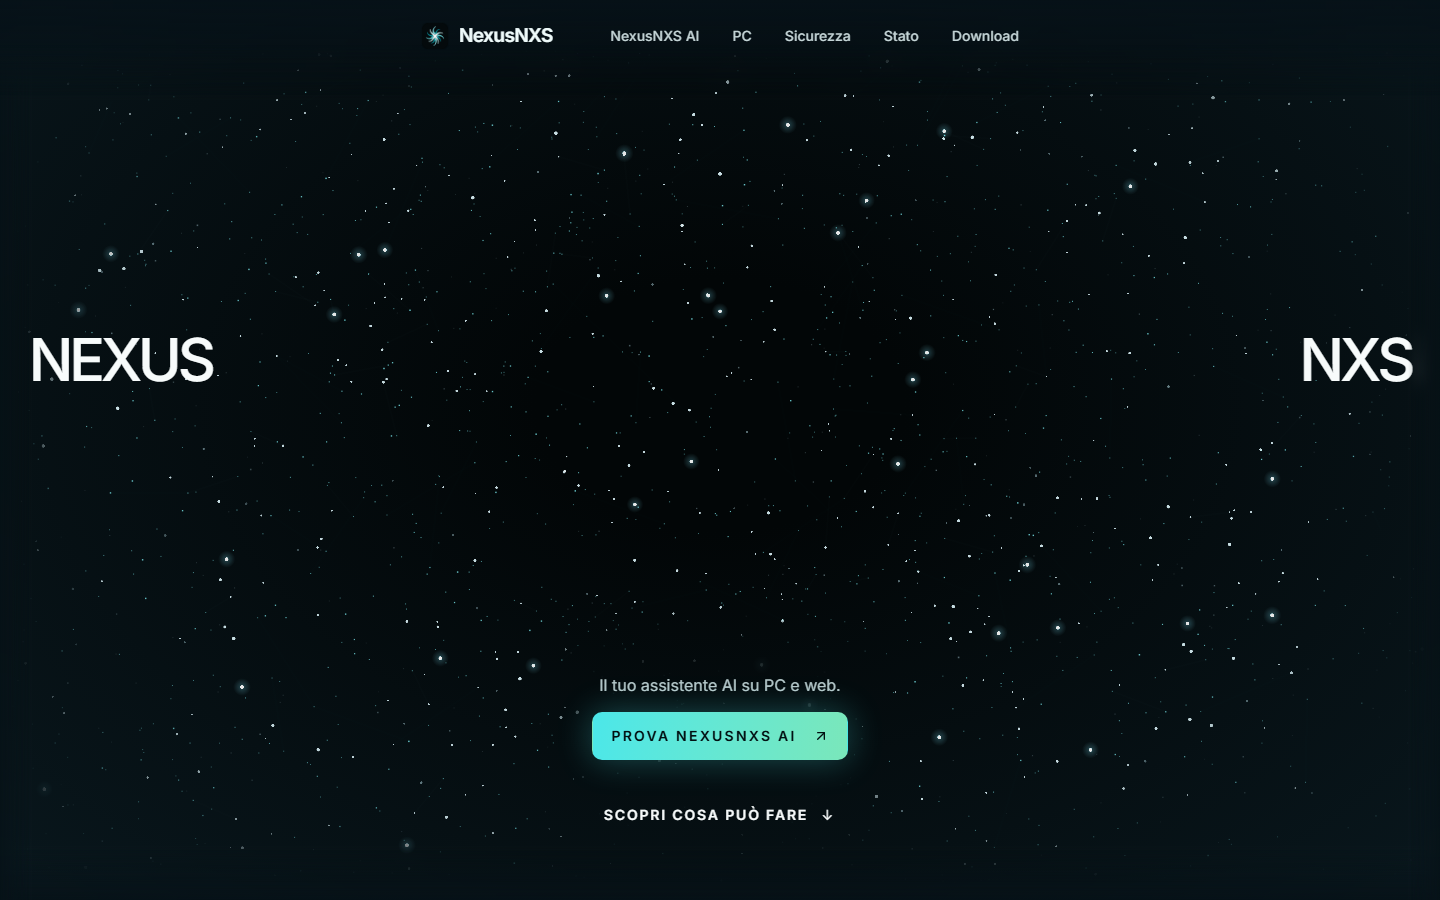 NexusNXS
NexusNXS AI
PC
Sicurezza
Stato
Download
NEXUS
NXS
Il tuo assistente AI su PC e web.
PROVA NEXUSNXS AI
SCOPRI COSA PUÒ FARE